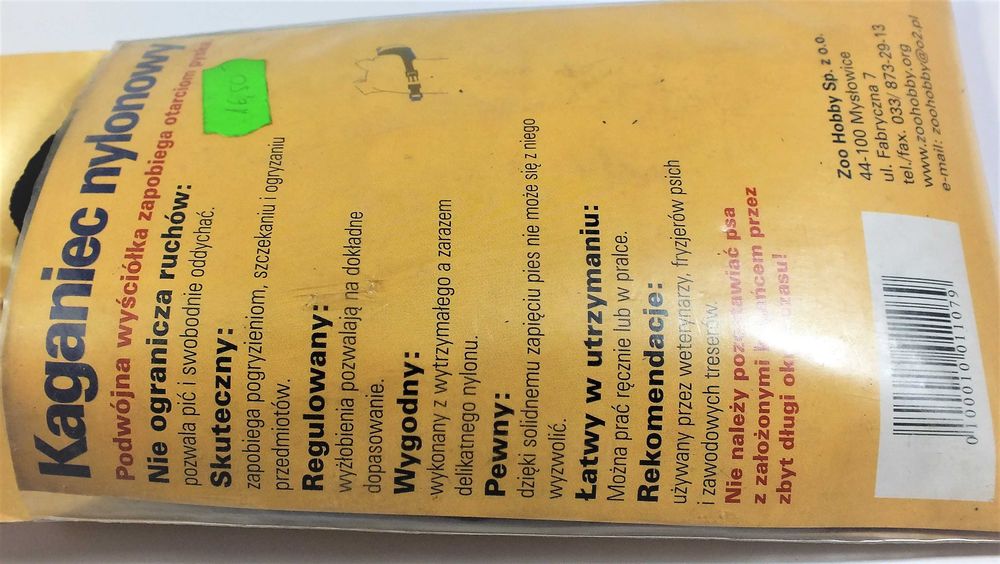 Kaganiec nylonowy
Podwójna wyściółka zapobiega otarciom pyska
16,50
Nie ogranicza ruchów:
pozwala pić i swobodnie oddychać.
Skuteczny:
zapobiega pogryzieniom, szczekaniu i ogryzaniu
przedmiotów.
Regulowany:
wyżłobienia pozwalają na dokładne
dopasowanie.
Wygodny:
wykonany z wytrzymałego a zarazem
delikatnego nylonu.
Pewny:
dzięki solidnemu zapięciu pies nie może się z niego
wyzwolić.
Łatwy w utrzymaniu:
Można prać ręcznie lub w pralce.
Rekomendacje:
używany przez weterynarzy, fryzjerów psich
i zawodowych treserów.
Nie należy pozostawiać psa
z założonymi kagańcem przez
zbyt długi okres czasu!
Zoo Hobby Sp. z o.o.
44-100 Mysłowice
ul. Fabryczna 7
tel./fax. 033/ 873-29-13
www.zoohobby.org
e-mail: zoohobby@o2.pl
0100010011079